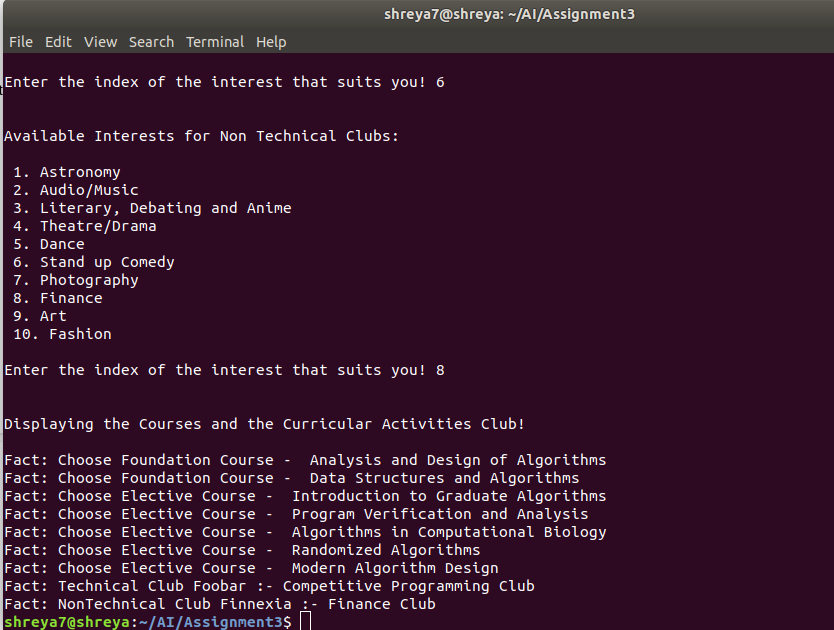 shreya7@shreya: ~/AI/Assignment3
File Edit View Search Terminal Help
Enter the index of the interest that suits you! 6
Available Interests for Non Technical Clubs:
1. Astronomy
2. Audio/Music
3. Literary, Debating and Anime
4. Theatre/Drama
5. Dance
6. Stand up Comedy
7. Photography
8. Finance
9. Art
10. Fashion
Enter the index of the interest that suits you! 8
Displaying the Courses and the Curricular Activities Club!
Fact: Choose Foundation Course -  Analysis and Design of Algorithms
Fact: Choose Foundation Course -  Data Structures and Algorithms
Fact: Choose Elective Course -  Introduction to Graduate Algorithms
Fact: Choose Elective Course -  Program Verification and Analysis
Fact: Choose Elective Course -  Algorithms in Computational Biology
Fact: Choose Elective Course -  Randomized Algorithms
Fact: Choose Elective Course -  Modern Algorithm Design
Fact: Technical Club Foobar :- Competitive Programming Club
Fact: NonTechnical Club Finnexia :- Finance Club
shreya7@shreya:~/AI/Assignment3$